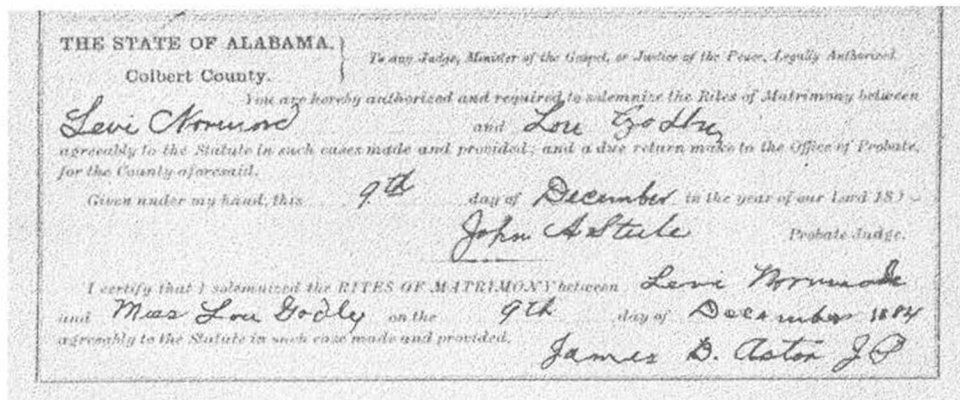 THE STATE OF ALABAMA,
Colbert County.
To any Judge, Minister of the Gospel, or Justice of the Peace, Legally Authorized.
You are hereby authorized and required to solemnize the Rites of Matrimony between
Levi Normord and Lou Godbey
agreeably to the Statute in such cases made and provided; and a due return make to the Office of Probate,
for the County aforesaid.
Given under my hand, this 9th day of December in the year of our Lord 18
John A Steele Probate Judge.
I certify that I solemnized the RITES OF MATRIMONY between Levi Normode
and Miss Lou Godly on the 9th day of December 1884
agreeably to the Statute in such case made and provided.
James D. Aston J P